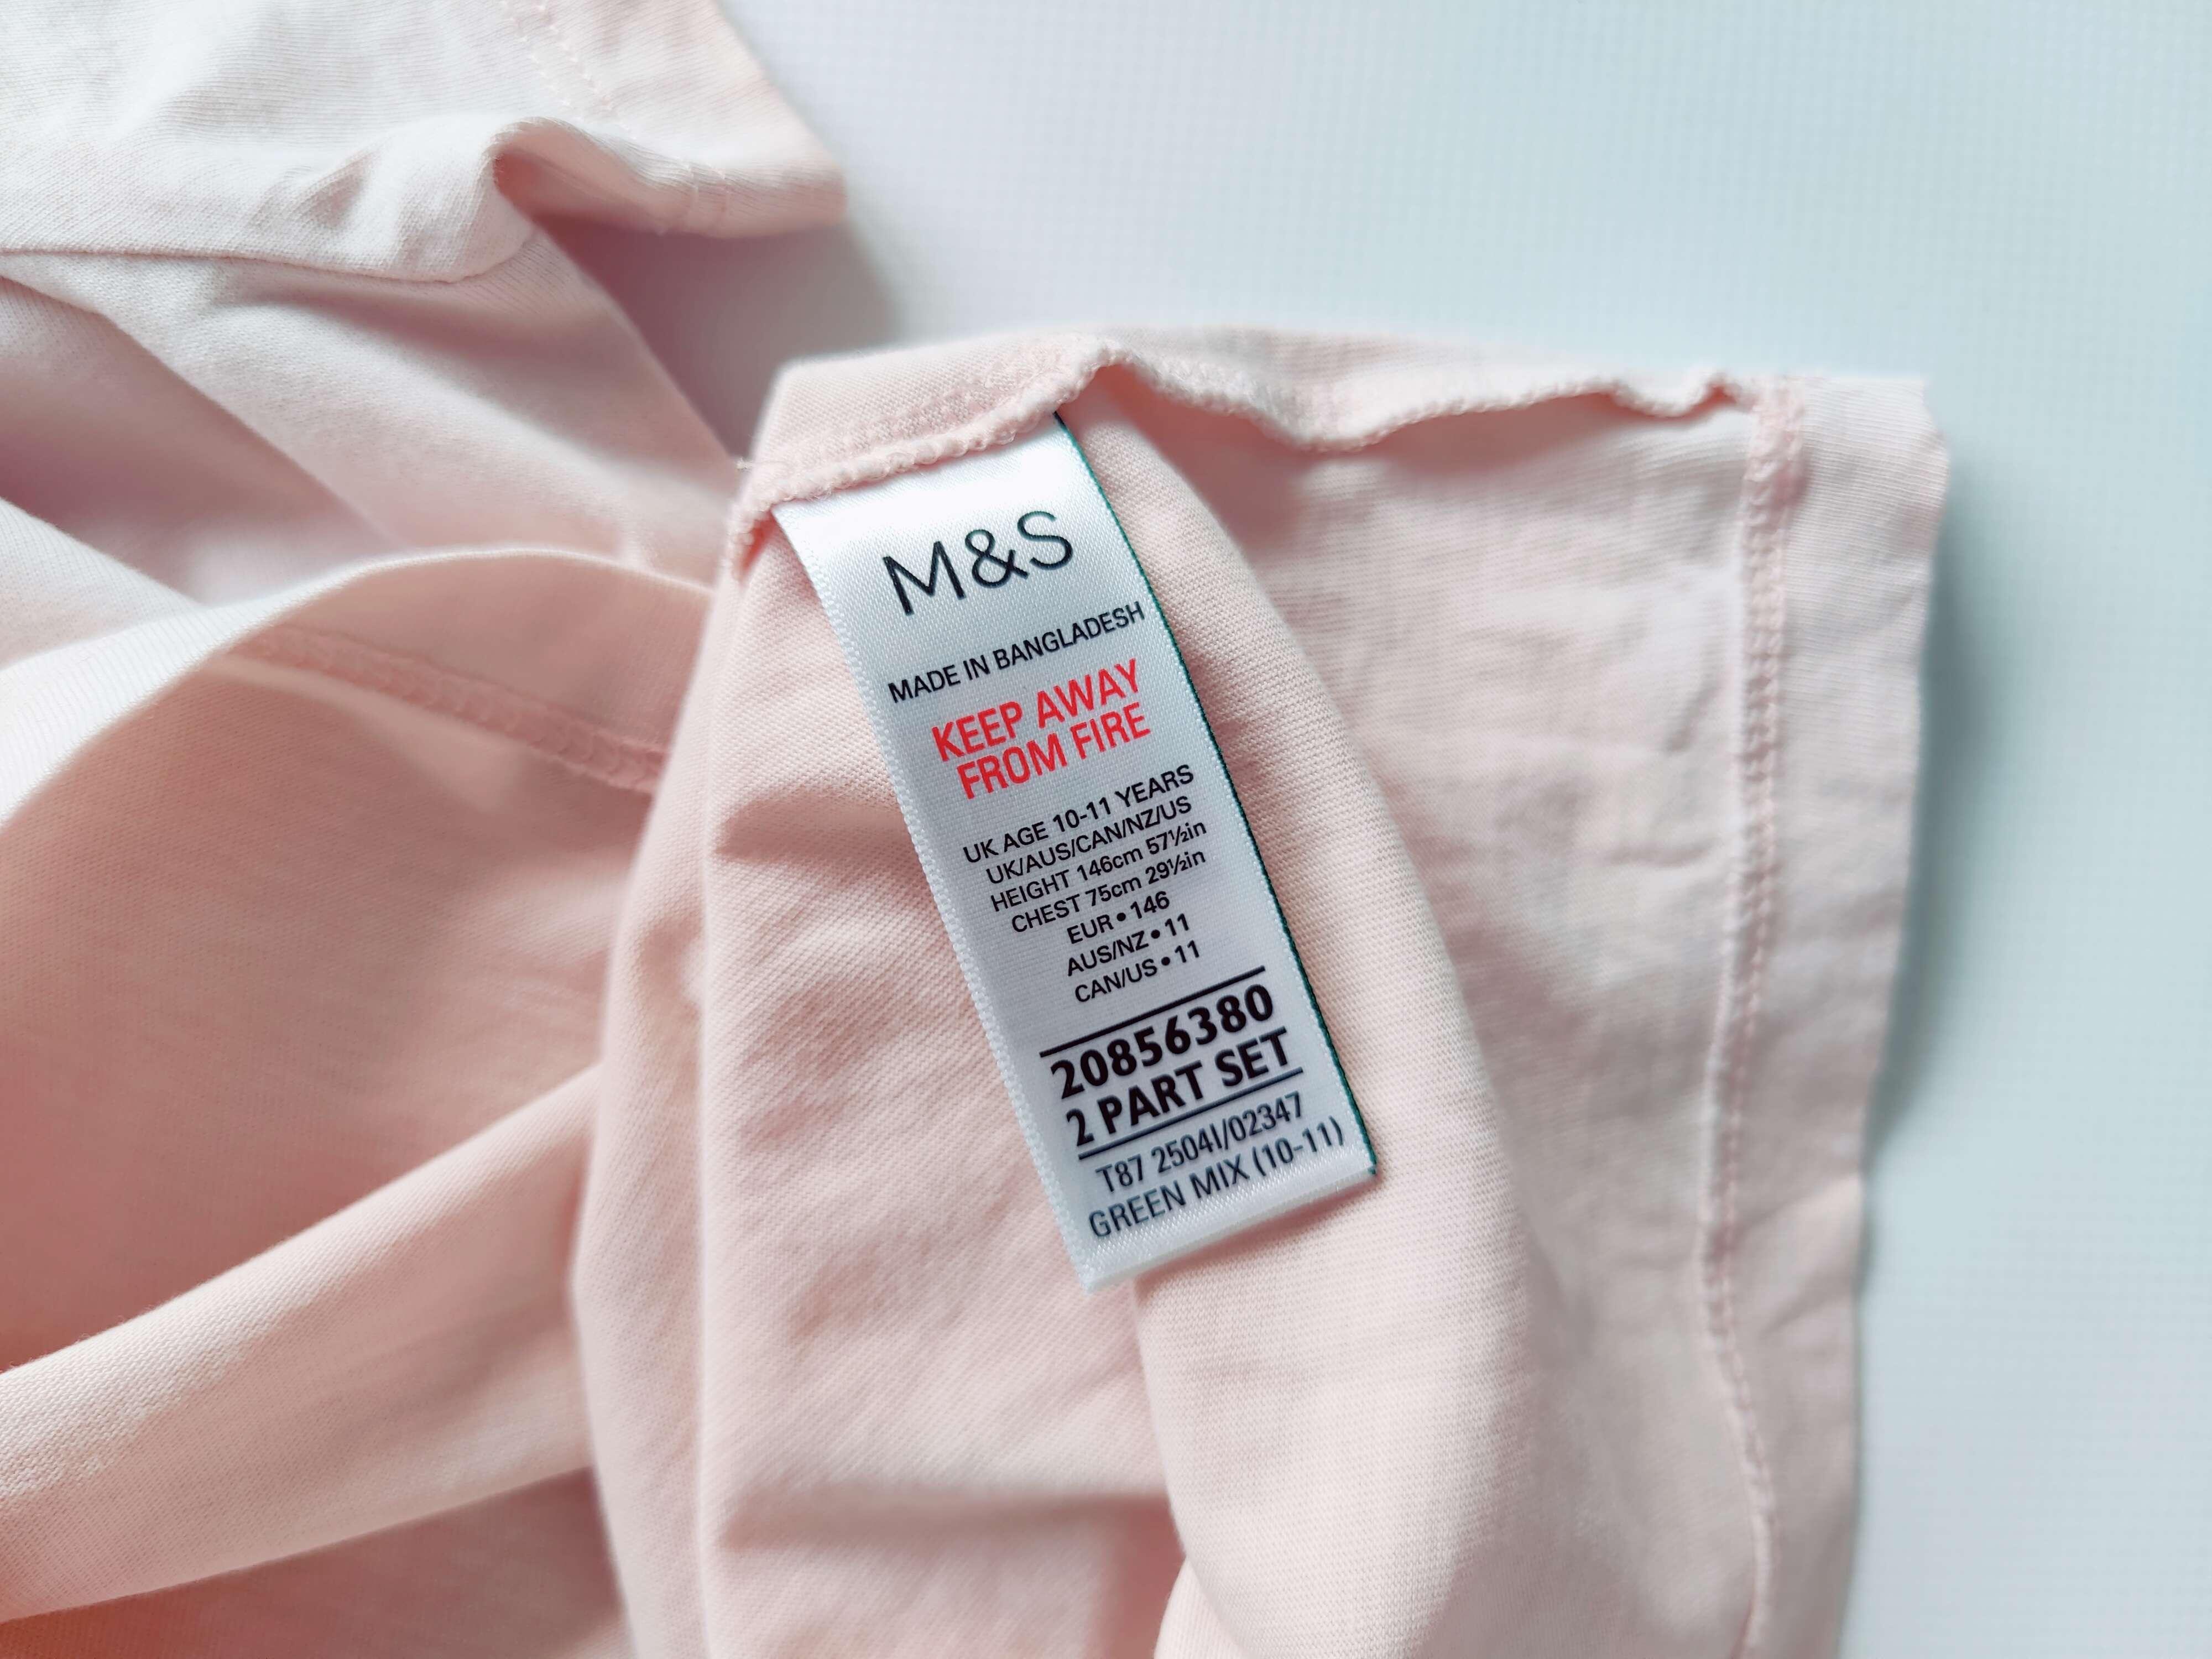 M&S
MADE IN BANGLADESH
KEEP AWAY
FROM FIRE
UK AGE 10-11 YEARS
UK/AUS/CAN/NZ/US
HEIGHT 146cm 57½in
CHEST 75cm 29½in
EUR • 146
AUS/NZ • 11
CAN/US • 11
20856380
2 PART SET
T87 2504I/02347
GREEN MIX (10-11)